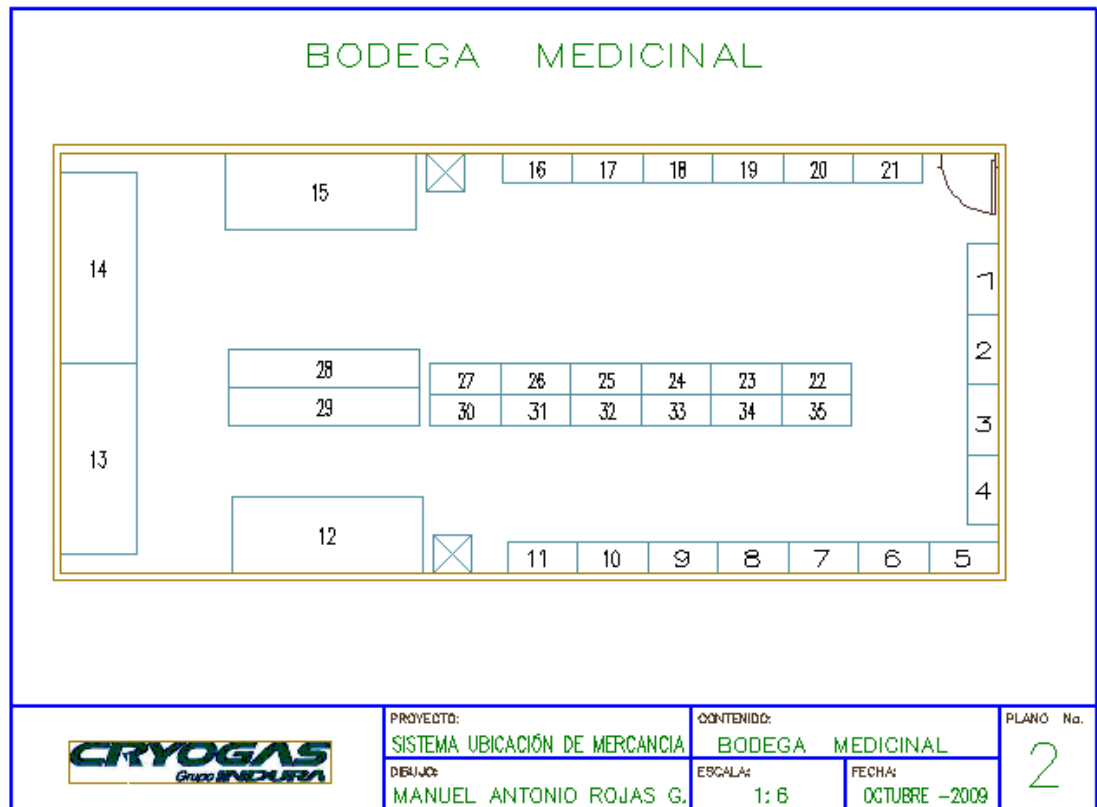 BODEGA MEDICINAL
16 17 18 19 20 21
15
14
1
2
28
27 26 25 24 23 22
29
30 31 32 33 34 35
3
13
4
12
11 10 9 8 7 6 5
PROYECTO:
SISTEMA UBICACIÓN DE MERCANCIA
CONTENIDO:
BODEGA MEDICINAL
PLANO No.
2
CRYOGAS
Grupo INDURA
DIBUJO:
MANUEL ANTONIO ROJAS G.
ESCALA:
1:6
FECHA:
OCTUBRE -2009